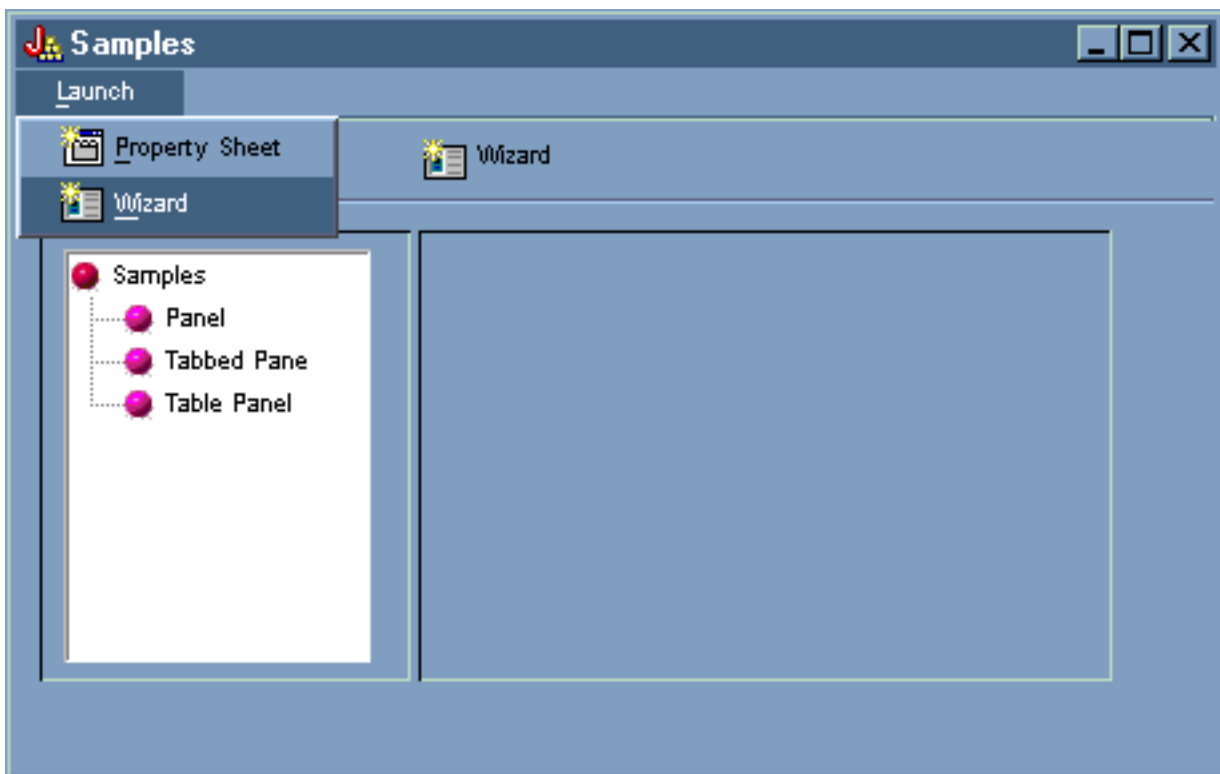 Samples
Launch
Property Sheet
Wizard
Wizard
Samples
Panel
Tabbed Pane
Table Panel